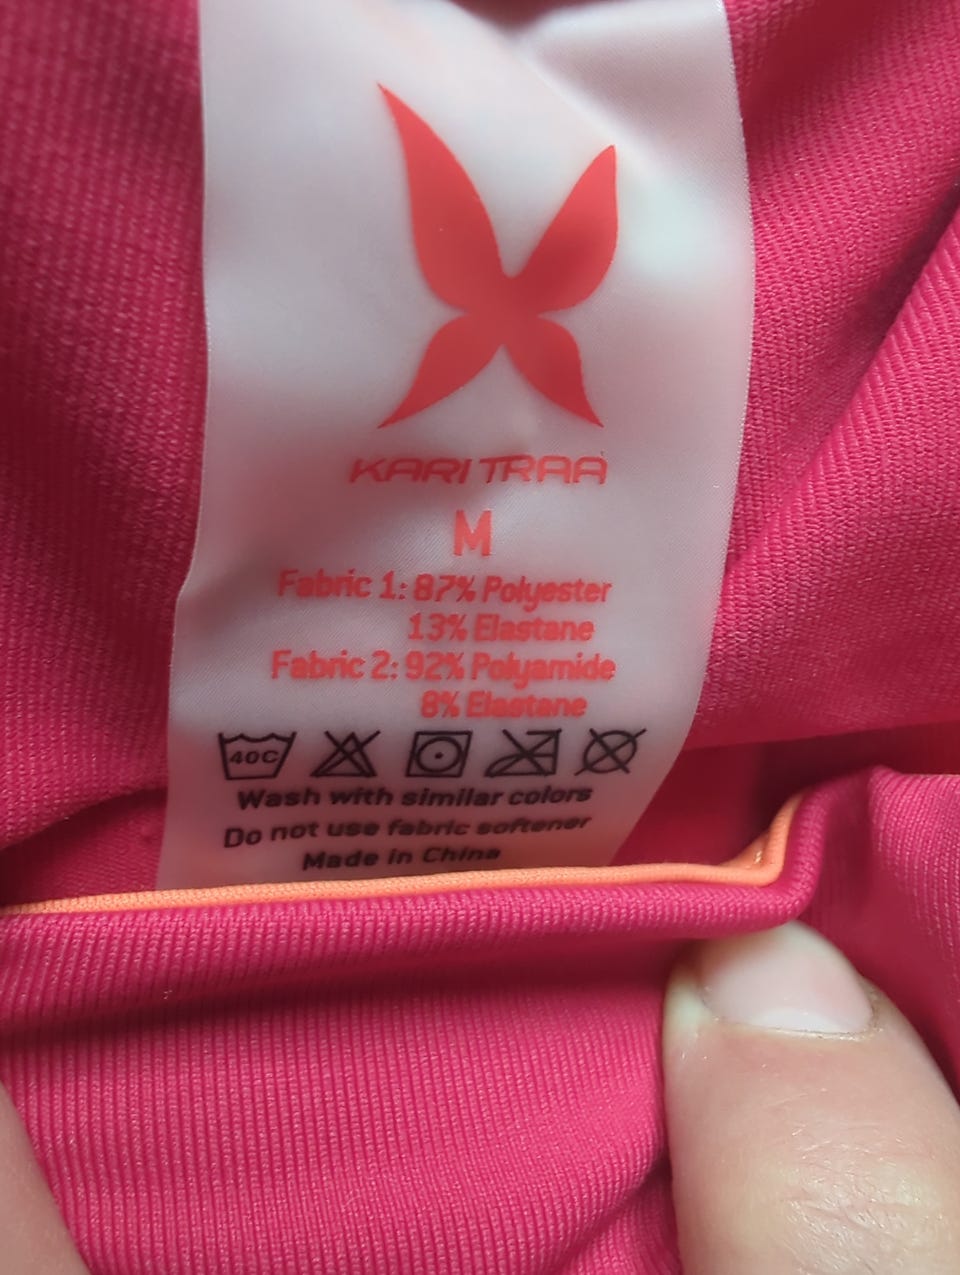 KARI TRAA
M
Fabric 1: 87% Polyester
13% Elastane
Fabric 2: 92% Polyamide
8% Elastane
40C
Wash with similar colors
Do not use fabric softener
Made in China